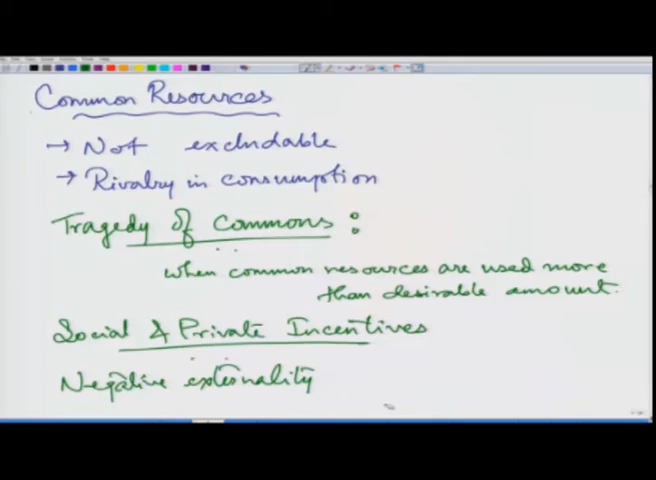 Common Resources
→ Not excludable
→ Rivalry in consumption
Tragedy of Commons :
when common resources are used more
than desirable amount.
Social & Private Incentives
Negative externality